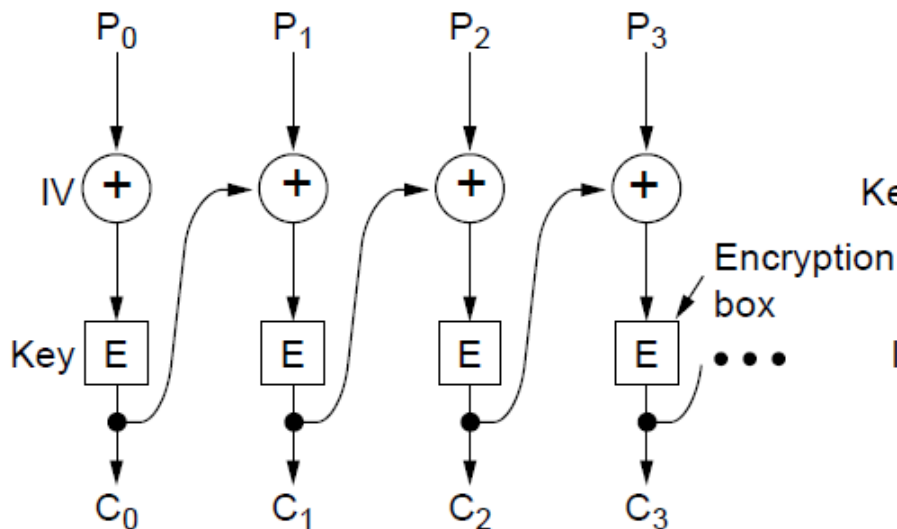 P0 P1 P2 P3
IV + + + +
Encryption
box
Key E E E E
C0 C1 C2 C3